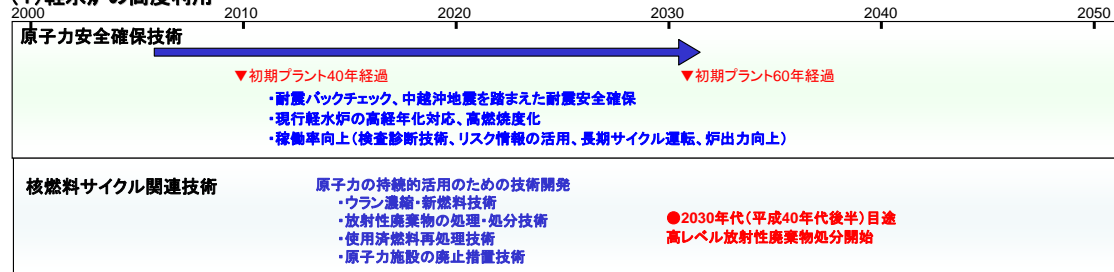 (1)軽水炉の高度利用
2000 2010 2020 2030 2040 2050
原子力安全確保技術
▼初期プラント40年経過 ▼初期プラント60年経過
・耐震バックチェック、中越沖地震を踏まえた耐震安全確保
・現行軽水炉の高経年化対応、高燃焼度化
・稼働率向上(検査診断技術、リスク情報の活用、長期サイクル運転、炉出力向上)
核燃料サイクル関連技術
原子力の持続的活用のための技術開発
・ウラン濃縮・新燃料技術
・放射性廃棄物の処理・処分技術
・使用済燃料再処理技術
・原子力施設の廃止措置技術
●2030年代(平成40年代後半)目途
高レベル放射性廃棄物処分開始